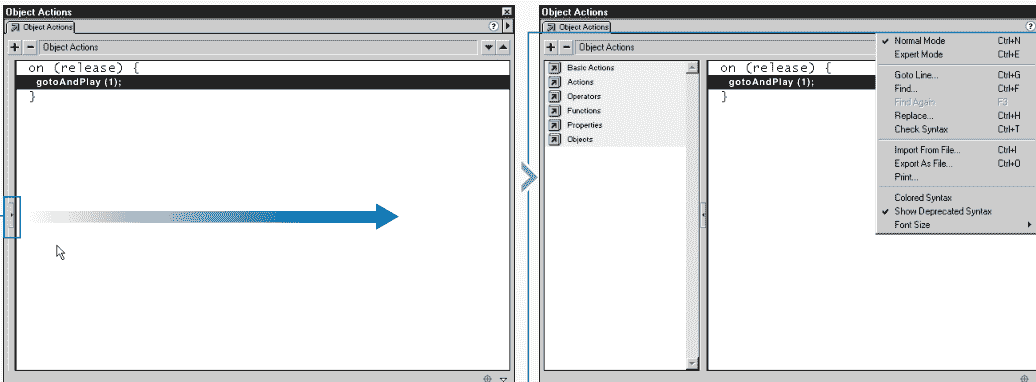 Object Actions
Object Actions
Object Actions
on (release) {
gotoAndPlay (1);
}
Object Actions
Object Actions
Object Actions
Basic Actions
Actions
Operators
Functions
Properties
Objects
on (release) {
gotoAndPlay (1);
}
Normal Mode Ctrl+N
Expert Mode Ctrl+E
Goto Line... Ctrl+G
Find... Ctrl+F
Find Again F3
Replace... Ctrl+H
Check Syntax Ctrl+T
Import From File... Ctrl+I
Export As File... Ctrl+O
Print...
Colored Syntax
Show Deprecated Syntax
Font Size